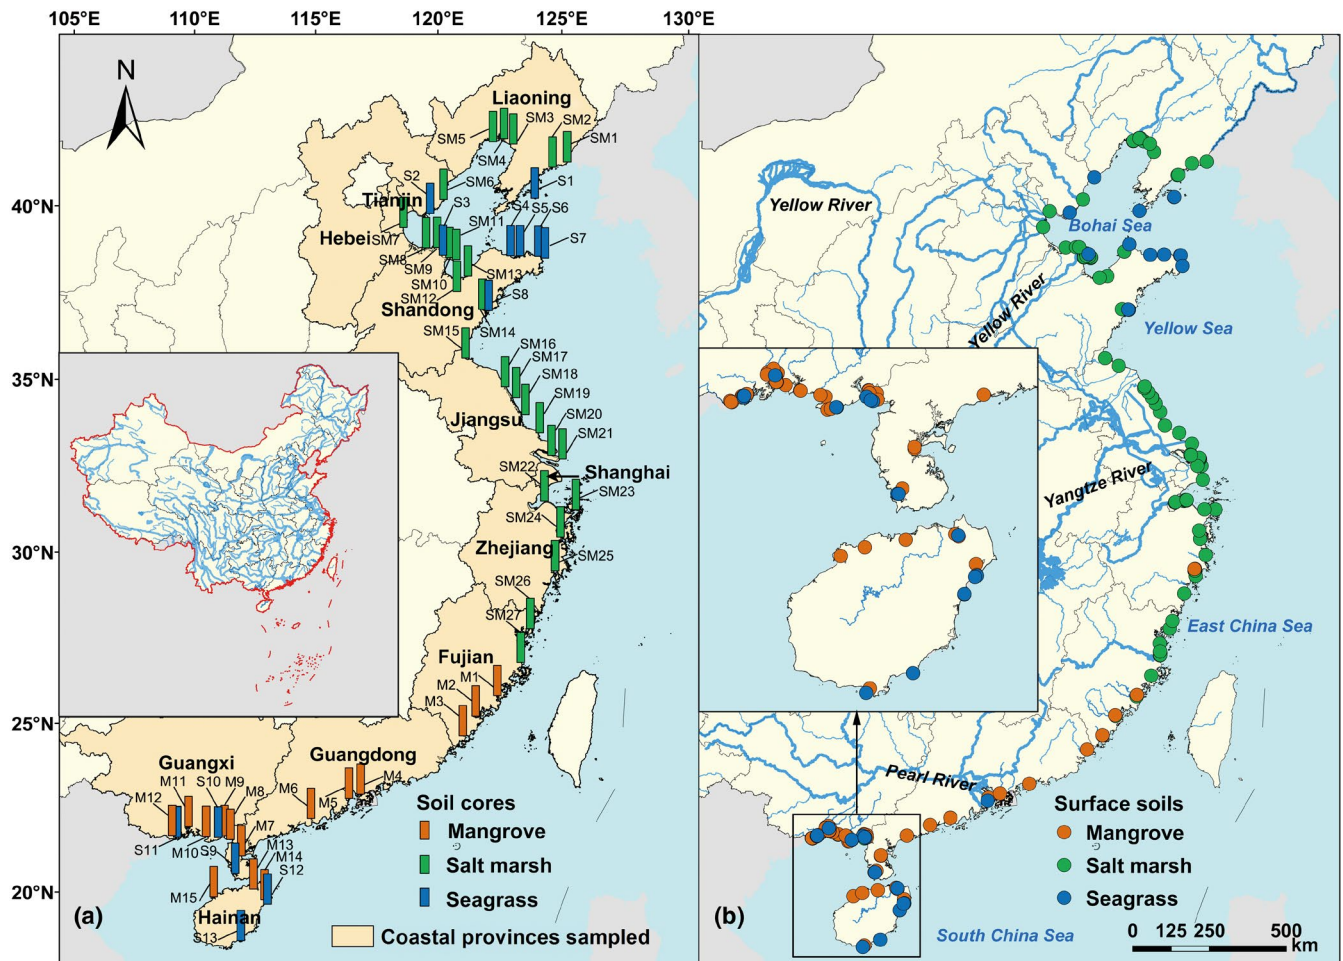 105°E 110°E 115°E 120°E 125°E 130°E
N
40°N
35°N
30°N
25°N
20°N
Liaoning
SM5
SM3
SM2
SM1
SM4
S2
SM6
S1
Tianjin
S3
S4
S5
S6
SM11
Hebei
SM7
S7
SM8
SM9
SM10
SM13
SM12
S8
Shandong
SM14
SM15
SM16
SM17
SM18
SM19
Jiangsu
SM20
SM21
SM22
Shanghai
SM23
SM24
Zhejiang
SM25
SM26
SM27
Fujian
M1
M2
M3
Guangdong
Guangxi
M11
S10
M9
M4
M12
M8
M6
M5
M7
S11
M10
S9
M13
M14
S12
M15
Hainan
S13
(a)
Soil cores
Mangrove
Salt marsh
Seagrass
Coastal provinces sampled
Yellow River
Bohai Sea
Yellow River
Yellow Sea
Yangtze River
East China Sea
Pearl River
Surface soils
Mangrove
Salt marsh
Seagrass
South China Sea
(b)
0 125 250 500
km